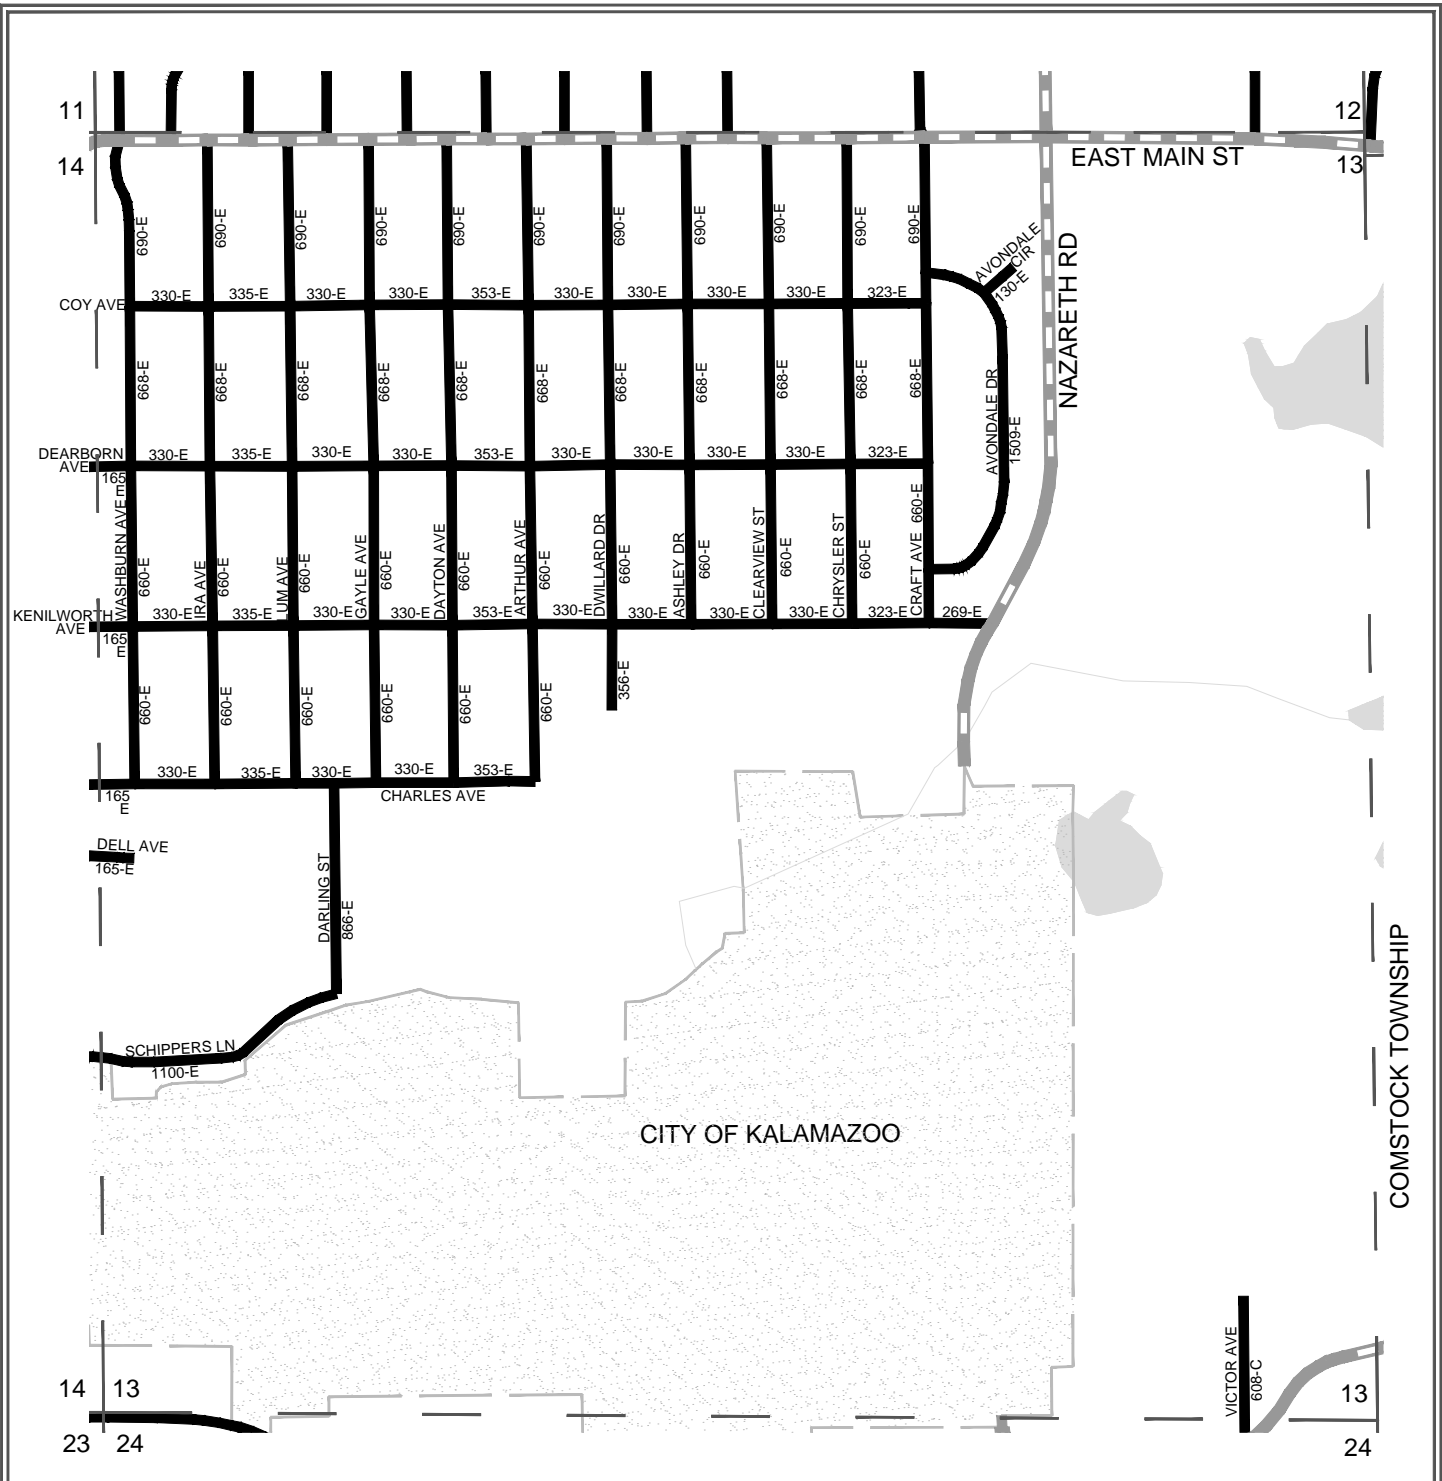 11
12
14
13
EAST MAIN ST
690-E
690-E
690-E
690-E
690-E
690-E
690-E
690-E
690-E
690-E
690-E
AVONDALE
CIR
130-E
NAZARETH RD
COY AVE
330-E
335-E
330-E
330-E
353-E
330-E
330-E
330-E
330-E
323-E
668-E
668-E
668-E
668-E
668-E
668-E
668-E
668-E
668-E
668-E
668-E
AVONDALE DR
1509-E
DEARBORN
AVE
330-E
335-E
330-E
330-E
353-E
330-E
330-E
330-E
330-E
323-E
165
E
WASHBURN AVE
660-E
IRA AVE
660-E
LUM AVE
660-E
GAYLE AVE
660-E
DAYTON AVE
660-E
ARTHUR AVE
660-E
DWILLARD DR
660-E
ASHLEY DR
660-E
CLEARVIEW ST
660-E
CHRYSLER ST
660-E
CRAFT AVE
660-E
KENILWORTH
AVE
330-E
335-E
330-E
330-E
353-E
330-E
330-E
330-E
330-E
323-E
269-E
165
E
660-E
660-E
660-E
660-E
660-E
660-E
356-E
330-E
335-E
330-E
330-E
353-E
165
E
CHARLES AVE
DELL AVE
165-E
DARLING ST
866-E
SCHIPPERS LN
1100-E
CITY OF KALAMAZOO
COMSTOCK TOWNSHIP
VICTOR AVE
608-C
14
13
13
23
24
24